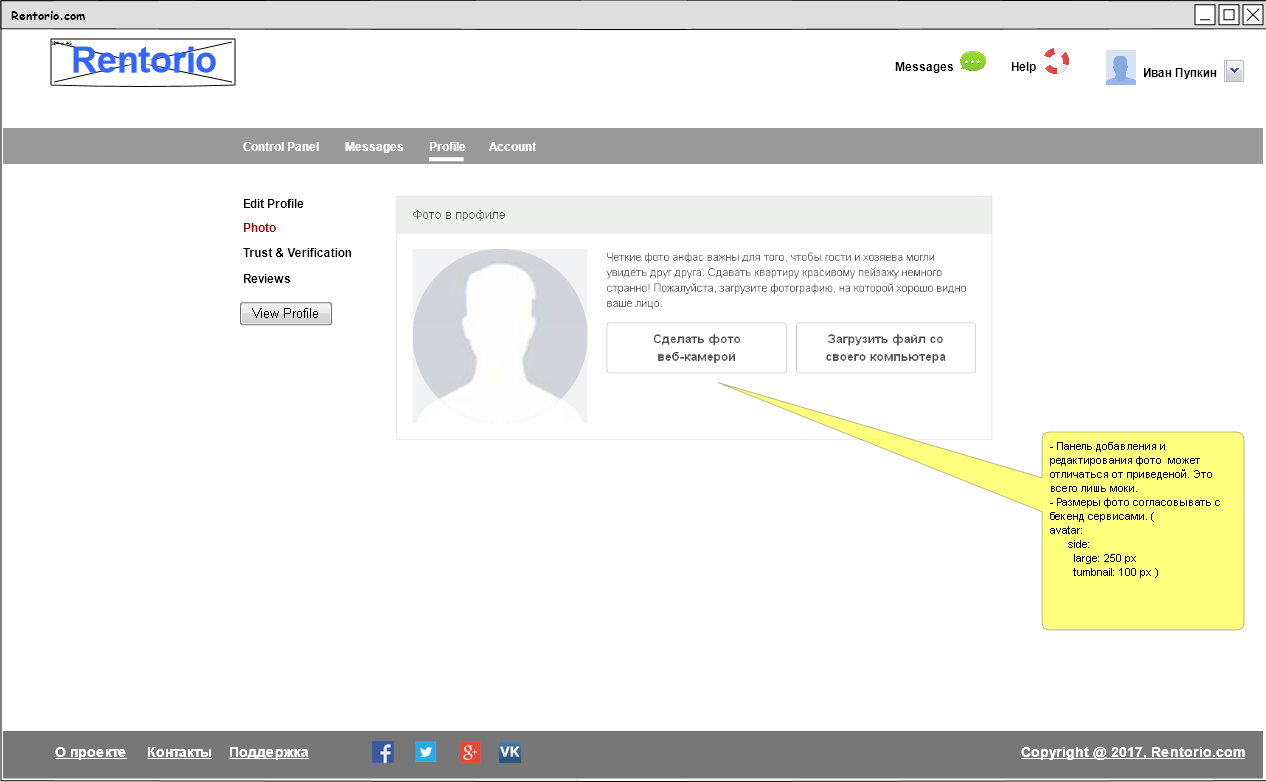 Rentorio.com
Rentorio
Messages
Help
Иван Пупкин
Control Panel
Messages
Profile
Account
Edit Profile
Photo
Trust & Verification
Reviews
View Profile
Фото в профиле
Четкие фото анфас важны для того, чтобы гости и хозяева могли
увидеть друг друга. Сдавать квартиру красивому пейзажу немного
странно! Пожалуйста, загрузите фотографию, на которой хорошо видно
ваше лицо.
Сделать фото
веб-камерой
Загрузить файл со
своего компьютера
- Панель добавления и
редактирования фото может
отличаться от приведеной. Это
всего лишь моки.
- Размеры фото согласовывать с
бекенд сервисами. (
avatar:
side:
large: 250 px
tumbnail: 100 px )
О проекте
Контакты
Поддержка
f
g+
VK
Copyright @ 2017, Rentorio.com